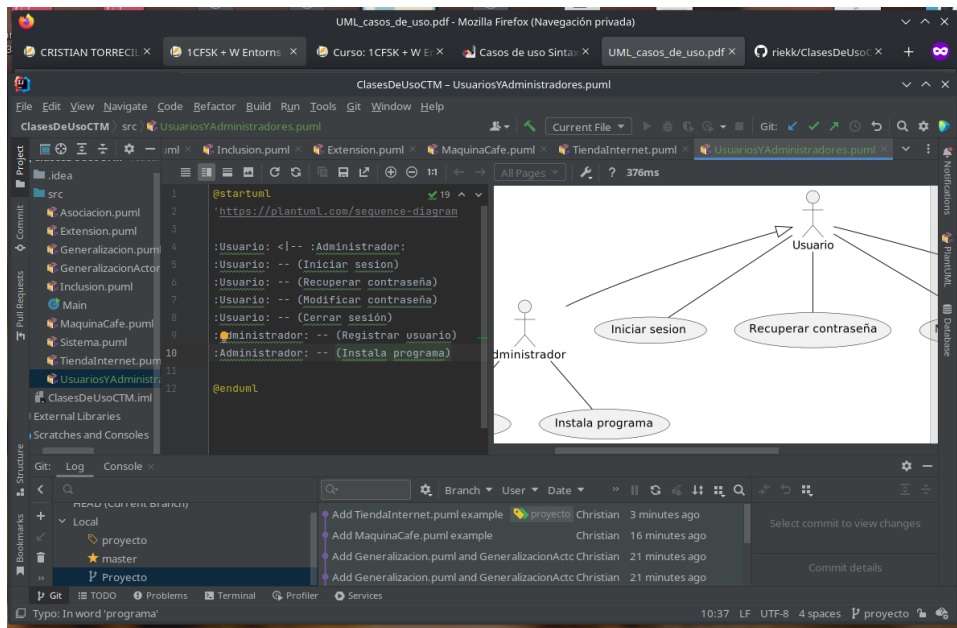 UML_casos_de_uso.pdf - Mozilla Firefox (Navegación privada)
CRISTIAN TORRECIL
1CFSK + W Entorns
Curso: 1CFSK + W Er
Casos de uso Sintax
UML_casos_de_uso.pdf
riekk/ClasesDeUsoC
ClasesDeUsoCTM – UsuariosYAdministradores.puml
File Edit View Navigate Code Refactor Build Run Tools Git Window Help
ClasesDeUsoCTM src UsuariosYAdministradores.puml
Current File
Git:
Project
uml
Inclusion.puml
Extension.puml
MaquinaCafe.puml
TiendaInternet.puml
UsuariosYAdministradores.puml
.idea
src
Asociacion.puml
Extension.puml
Generalizacion.puml
GeneralizacionActor
Inclusion.puml
Main
MaquinaCafe.puml
Sistema.puml
TiendaInternet.pum
UsuariosYAdministra
ClasesDeUsoCTM.iml
External Libraries
Scratches and Consoles
1:1
All Pages
? 376ms
1 @startuml
19
2 'https://plantuml.com/sequence-diagram
3
4 :Usuario: <|-- :Administrador:
5 :Usuario: -- (Iniciar sesion)
6 :Usuario: -- (Recuperar contraseña)
7 :Usuario: -- (Modificar contraseña)
8 :Usuario: -- (Cerrar sesión)
9 :Administrador: -- (Registrar usuario)
10 :Administrador: -- (Instala programa)
11
12 @enduml
Usuario
Iniciar sesion
Recuperar contraseña
dministrador
Instala programa
Commit
Pull Requests
Structure
Bookmarks
Notifications
PlantUML
Database
Git: Log Console
Branch User Date
HEAD (Current Branch)
Local
proyecto
master
Proyecto
Add TiendaInternet.puml example proyecto Christian 3 minutes ago
Add MaquinaCafe.puml example Christian 16 minutes ago
Add Generalizacion.puml and GeneralizacionActo Christian 21 minutes ago
Add Generalizacion.puml and GeneralizacionActo Christian 21 minutes ago
Select commit to view changes
Commit details
Git TODO Problems Terminal Profiler Services
Typo: In word 'programa'
10:37 LF UTF-8 4 spaces proyecto